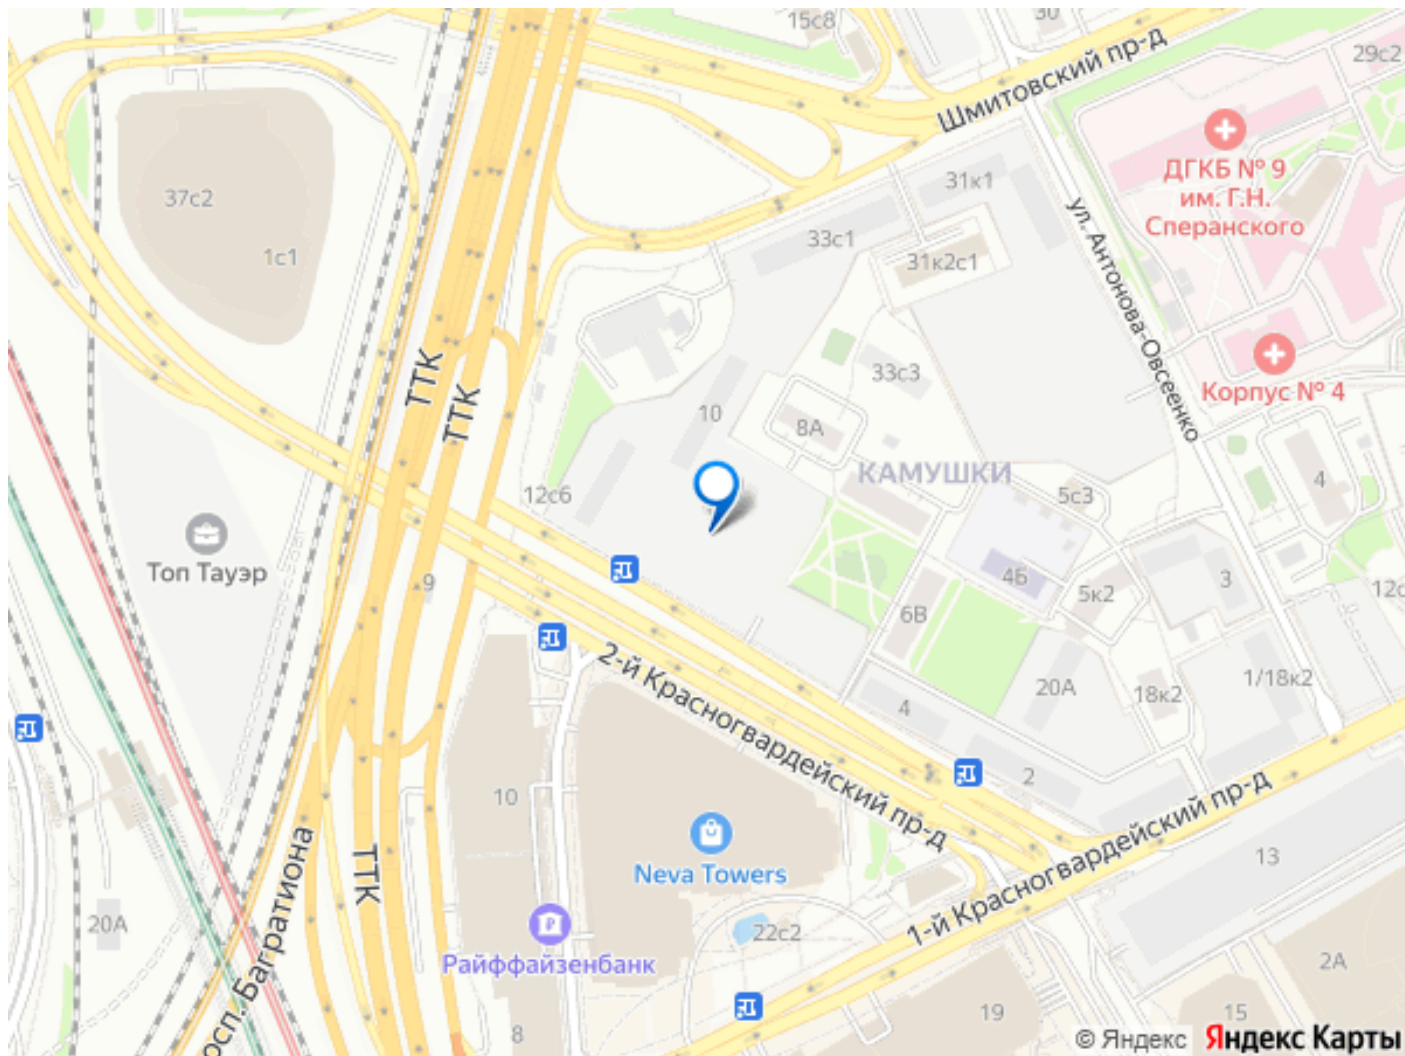 15с8
30
Шмитовский пр-д
29с2
ДГКБ № 9
им. Г.Н.
Сперанского
37с2
1с1
31к1
33с1
31к2с1
ул. Антонова-Овсеенко
Корпус № 4
ТТК
ТТК
33с3
10
8А
КАМУШКИ
12с6
5с3
4
Топ Тауэр
9
4Б
5к2
3
12с
6В
2-й Красногвардейский пр-д
20А
18к2
1/18к2
4
2
10
Neva Towers
1-й Красногвардейский пр-д
13
ТТК
20А
осп. Багратиона
Райффайзенбанк
22с2
2А
8
19
15
© Яндекс Яндекс Карты